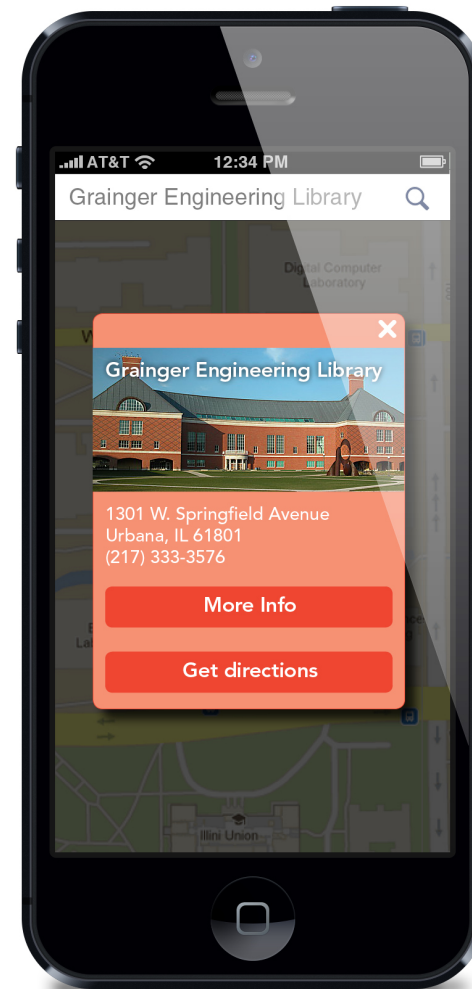 AT&T 12:34 PM
Grainger Engineering Library
Digital Computer
Laboratory
W
Grainger Engineering Library
1301 W. Springfield Avenue
Urbana, IL 61801
(217) 333-3576
More Info
Get directions
Illini Union